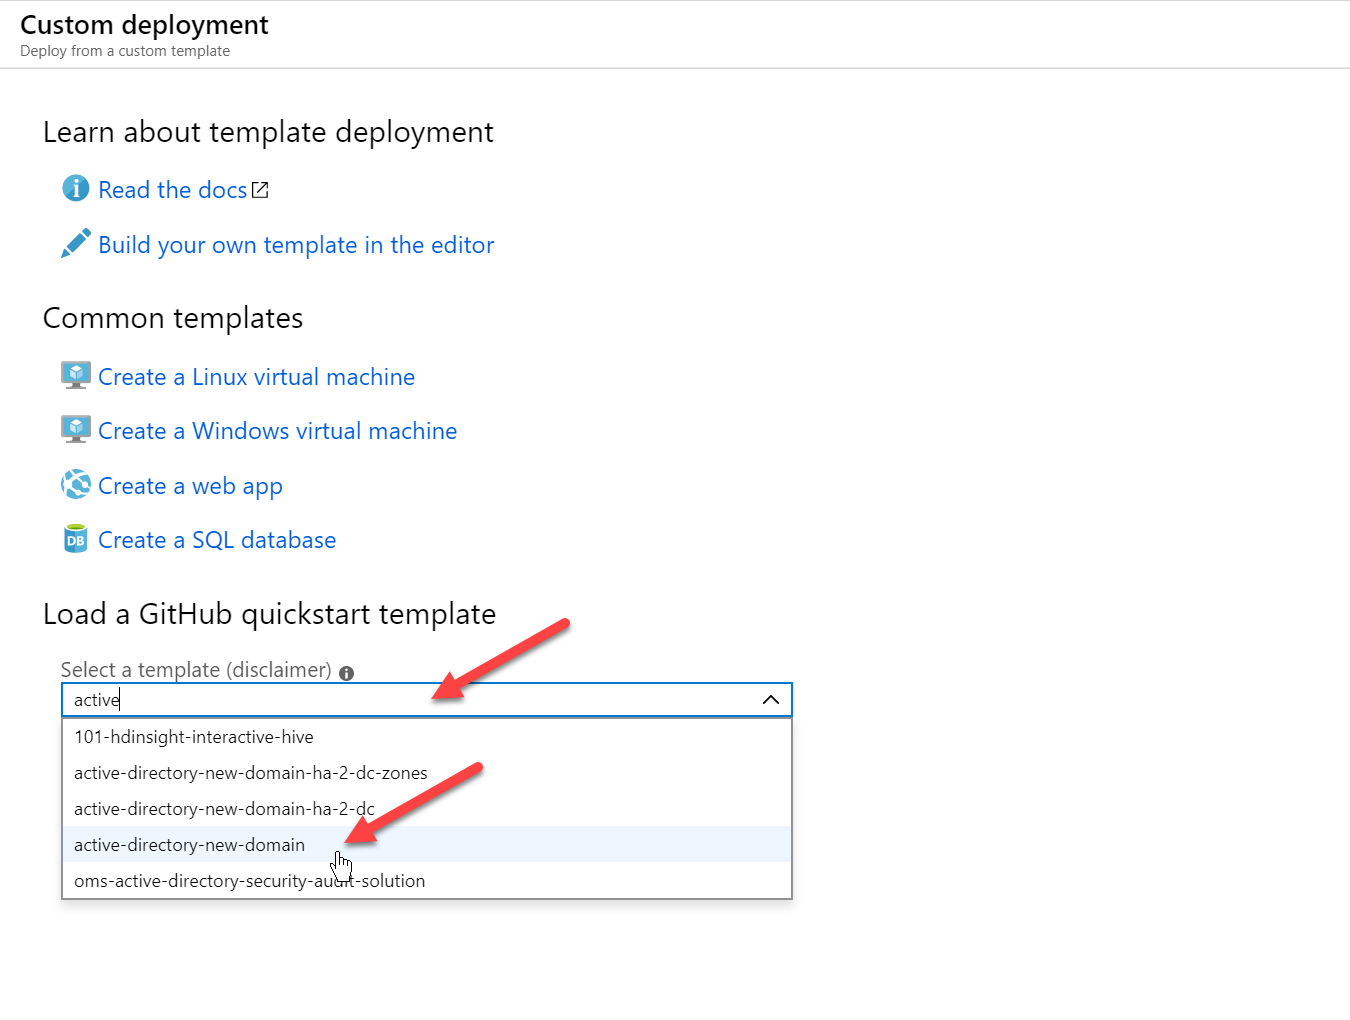 Custom deployment
Deploy from a custom template
Learn about template deployment
Read the docs
Build your own template in the editor
Common templates
Create a Linux virtual machine
Create a Windows virtual machine
Create a web app
DB Create a SQL database
Load a GitHub quickstart template
Select a template (disclaimer)
active
101-hdinsight-interactive-hive
active-directory-new-domain-ha-2-dc-zones
active-directory-new-domain-ha-2-dc
active-directory-new-domain
oms-active-directory-security-audit-solution